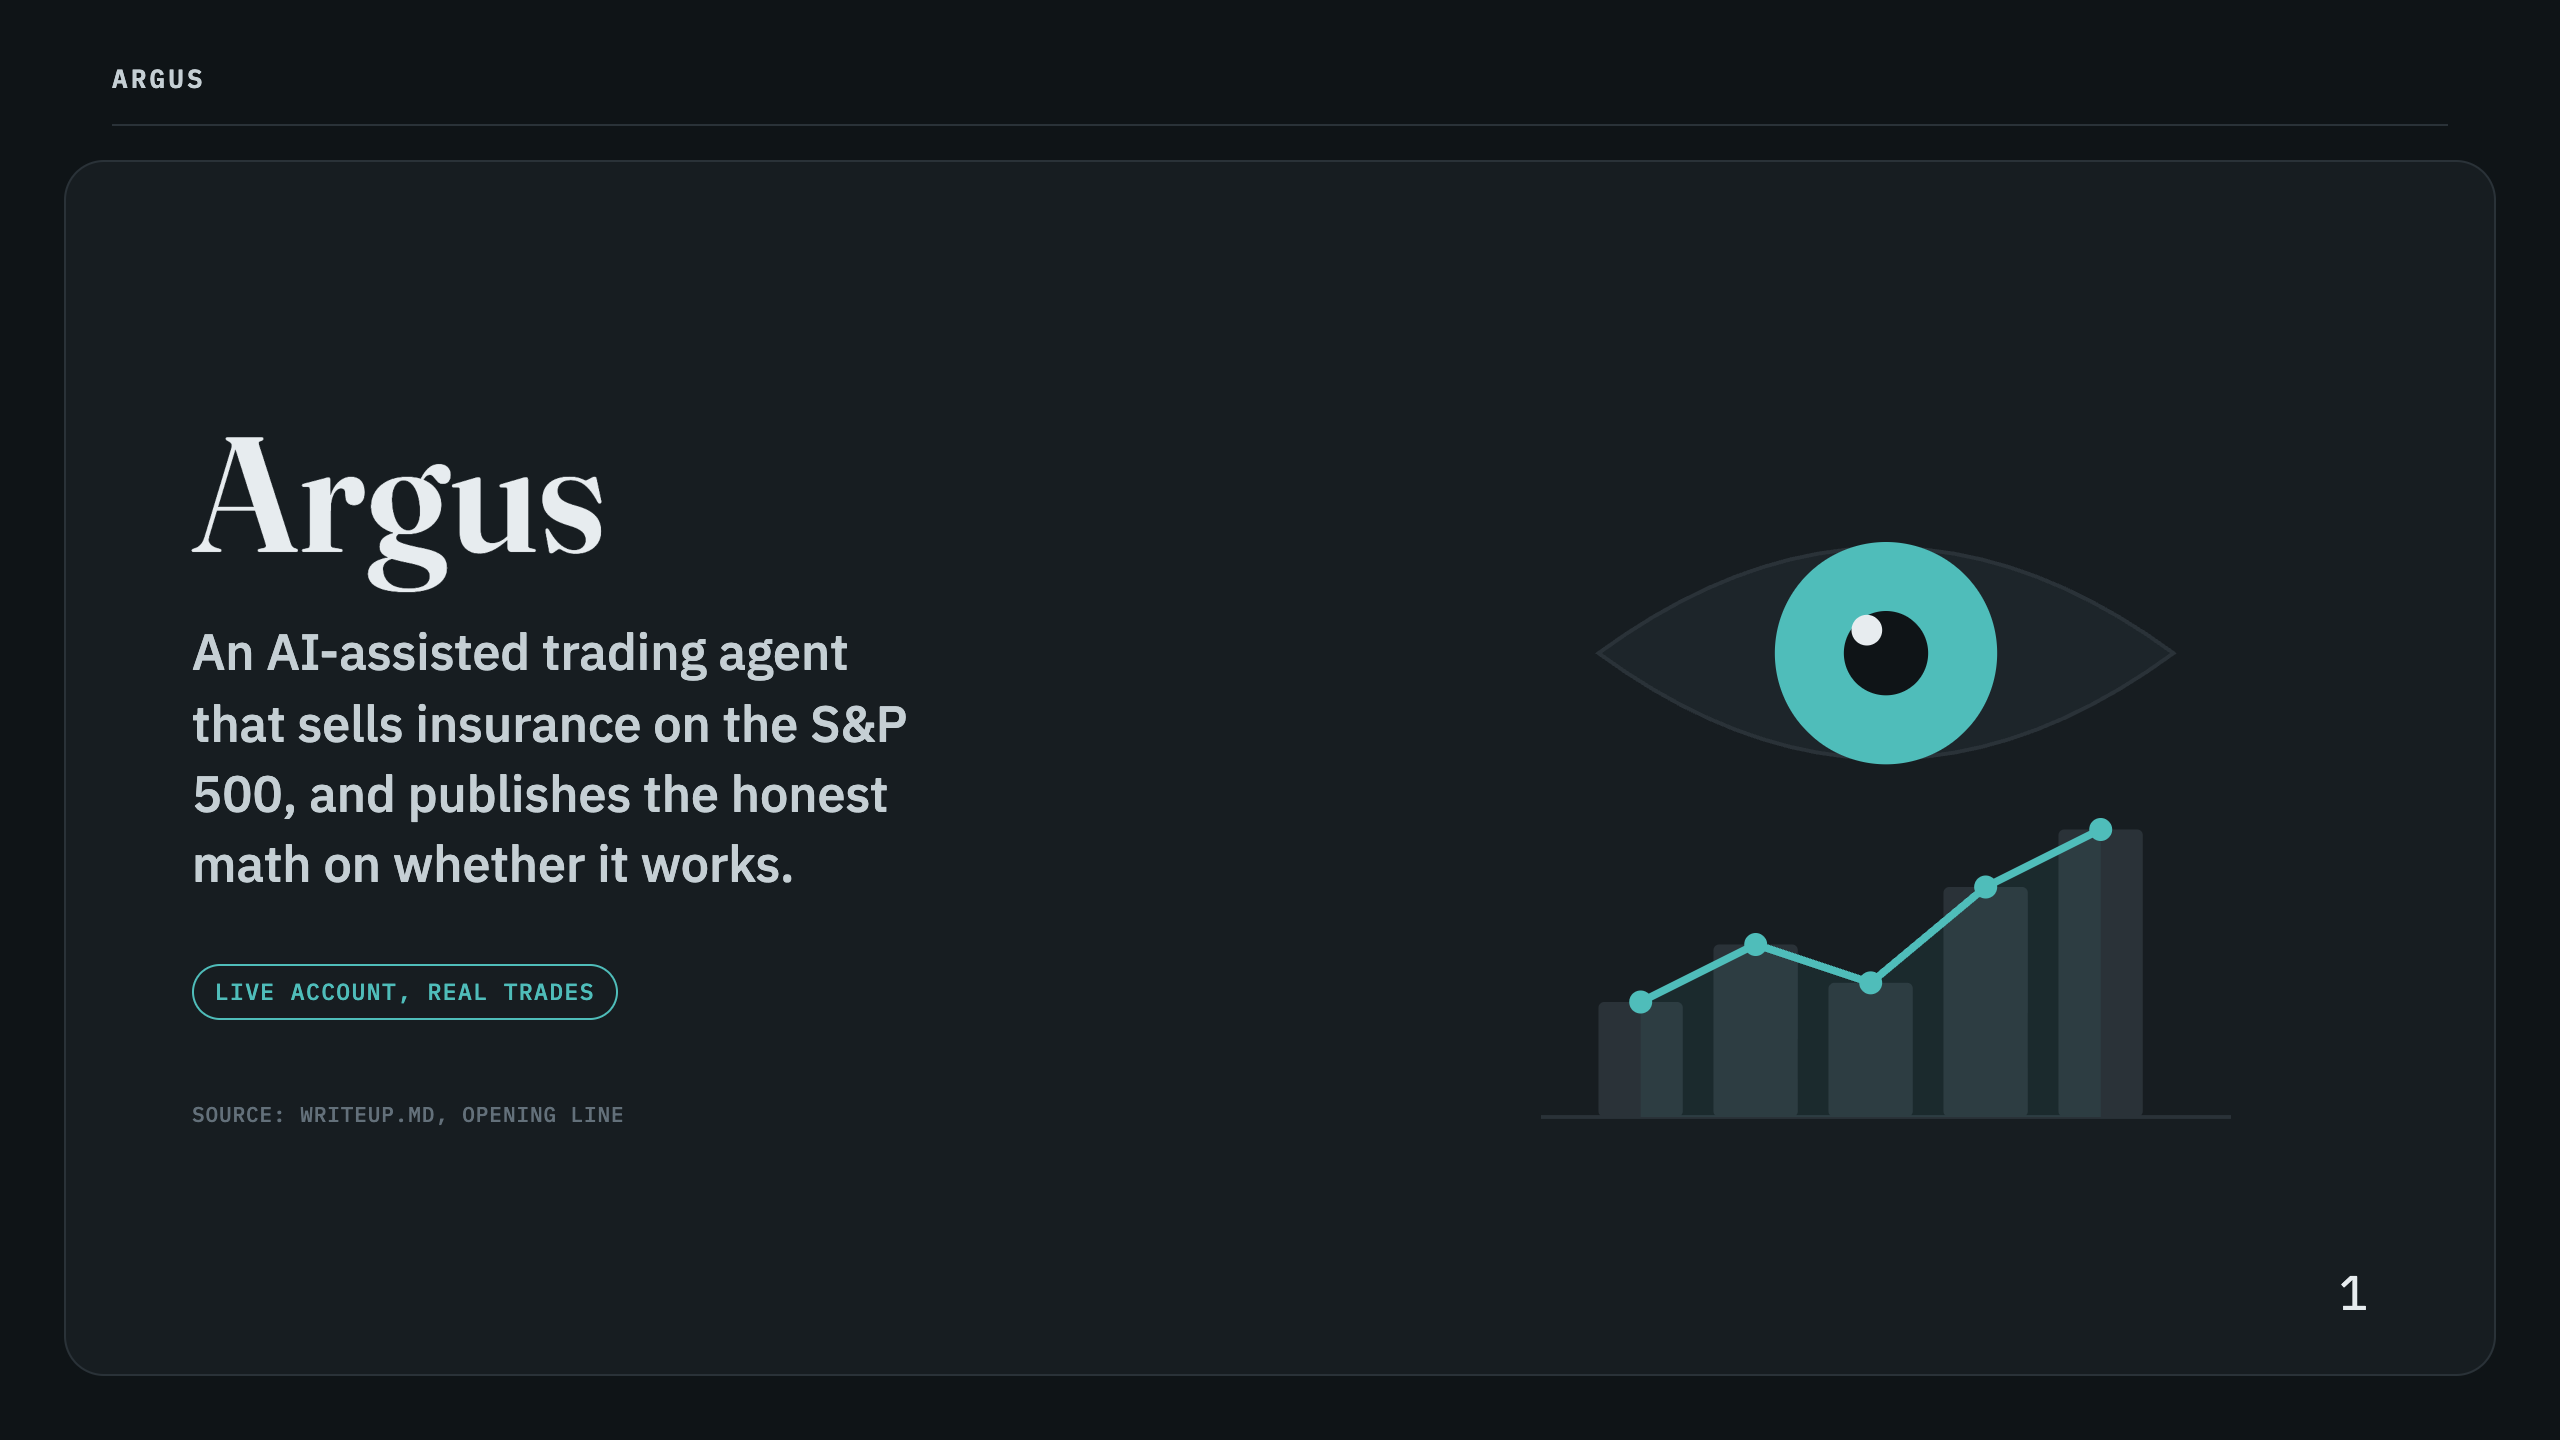 ARGUS
Argus
An AI-assisted trading agent
that sells insurance on the S&P
500, and publishes the honest
math on whether it works.
LIVE ACCOUNT, REAL TRADES
SOURCE: WRITEUP.MD, OPENING LINE
1